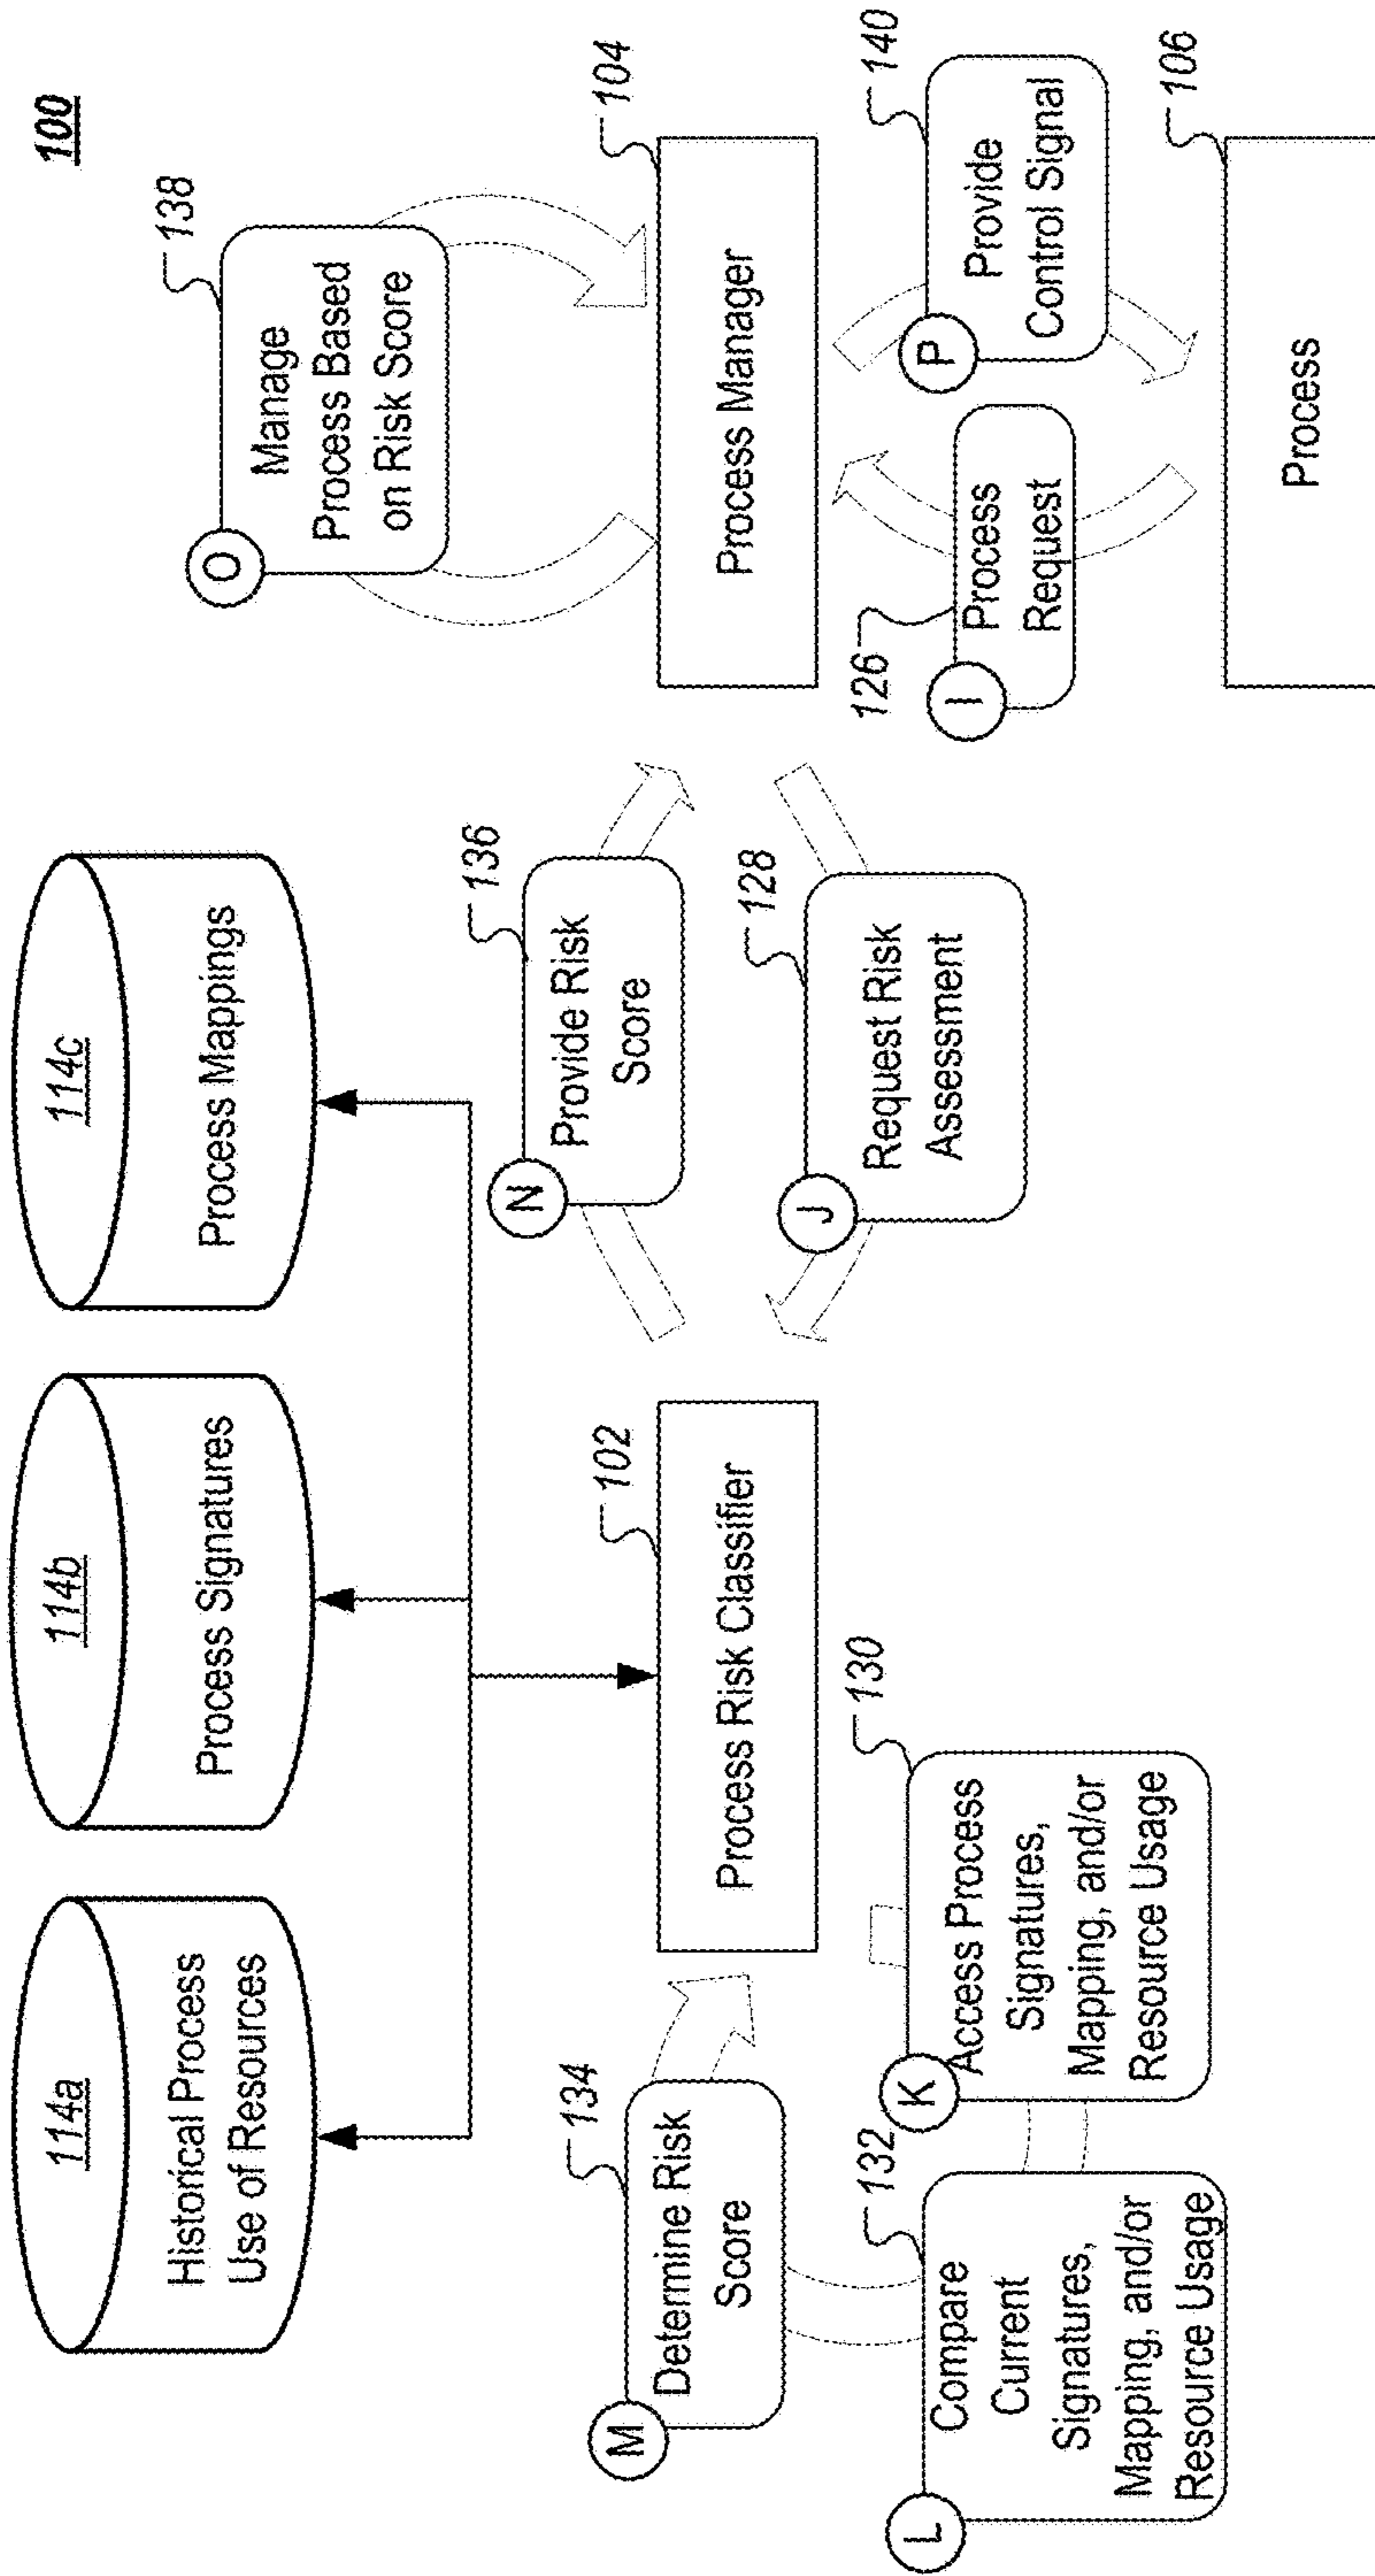 100
114a
Historical Process
Use of Resources
114b
Process Signatures
114c
Process Mappings
138
O
Manage
Process Based
on Risk Score
134
M
Determine Risk
Score
102
Process Risk Classifier
136
N
Provide Risk
Score
104
Process Manager
128
J
Request Risk
Assessment
132
L
Compare
Current
Signatures,
Mapping, and/or
Resource Usage
130
K
Access Process
Signatures,
Mapping, and/or
Resource Usage
126
I
Process
Request
140
P
Provide
Control Signal
106
Process